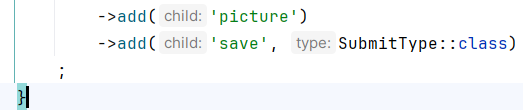 ->add( child: 'picture')
->add( child: 'save', type: SubmitType::class)
;
}